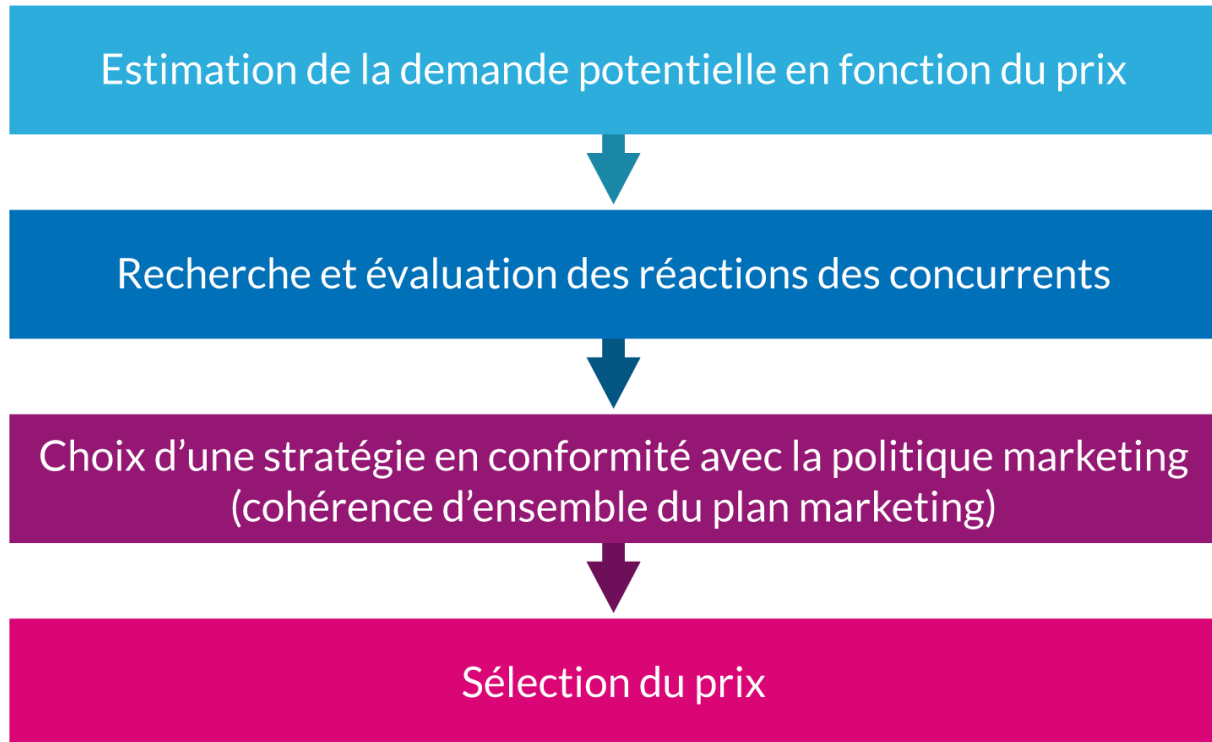 Estimation de la demande potentielle en fonction du prix
Recherche et évaluation des réactions des concurrents
Choix d’une stratégie en conformité avec la politique marketing
(cohérence d’ensemble du plan marketing)
Sélection du prix